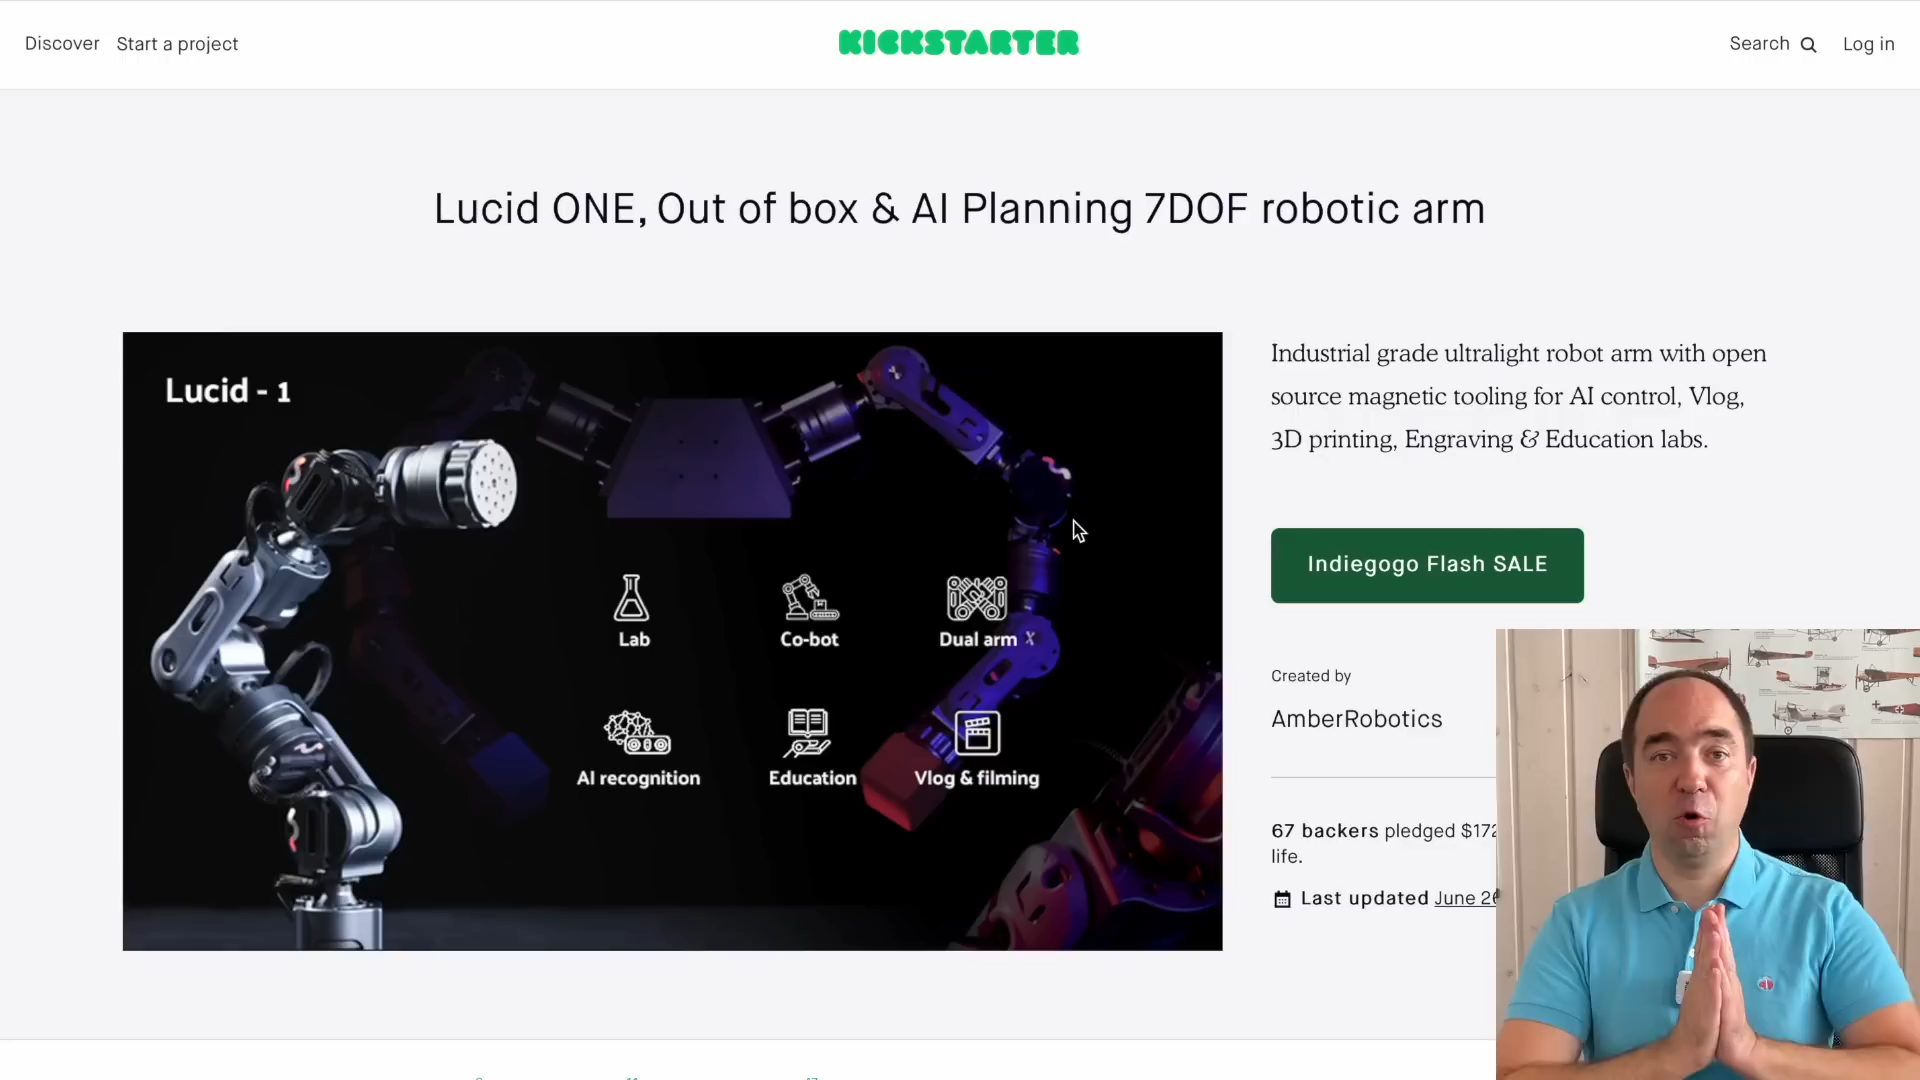 Discover Start a project KICKSTARTER Search Log in
Lucid ONE, Out of box & AI Planning 7DOF robotic arm
Lucid - 1
Lab Co-bot Dual arm X
AI recognition Education Vlog & filming
Industrial grade ultralight robot arm with open
source magnetic tooling for AI control, Vlog,
3D printing, Engraving & Education labs.
Indiegogo Flash SALE
Created by
AmberRobotics
67 backers pledged $172
life.
Last updated June 26